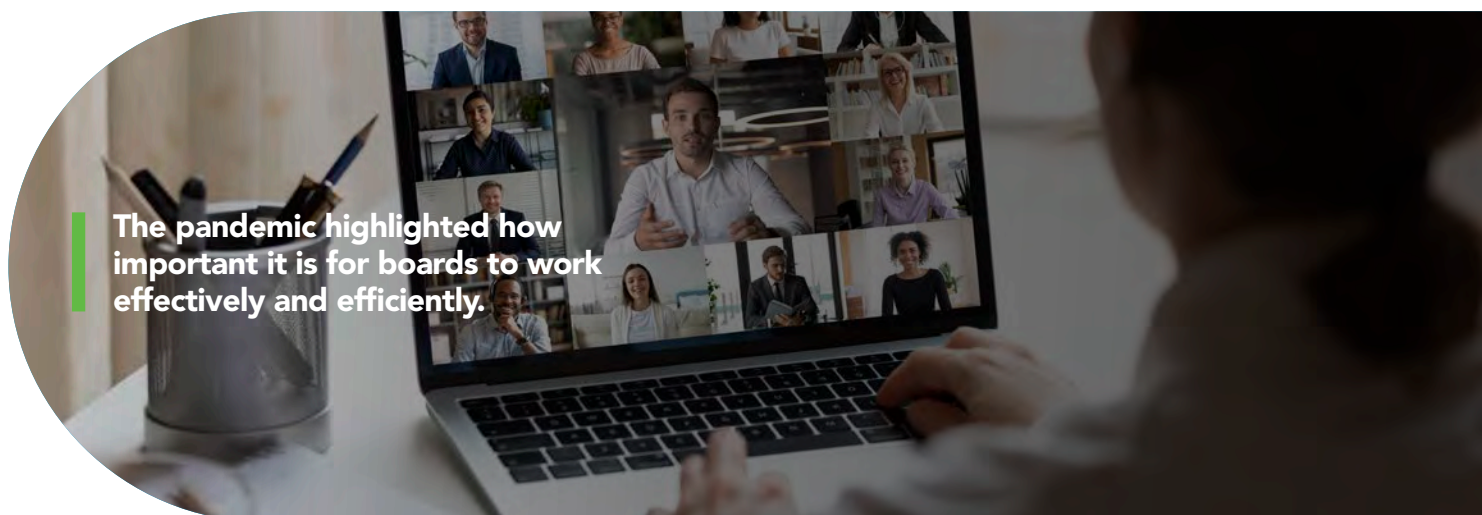 The pandemic highlighted how
important it is for boards to work
effectively and efficiently.